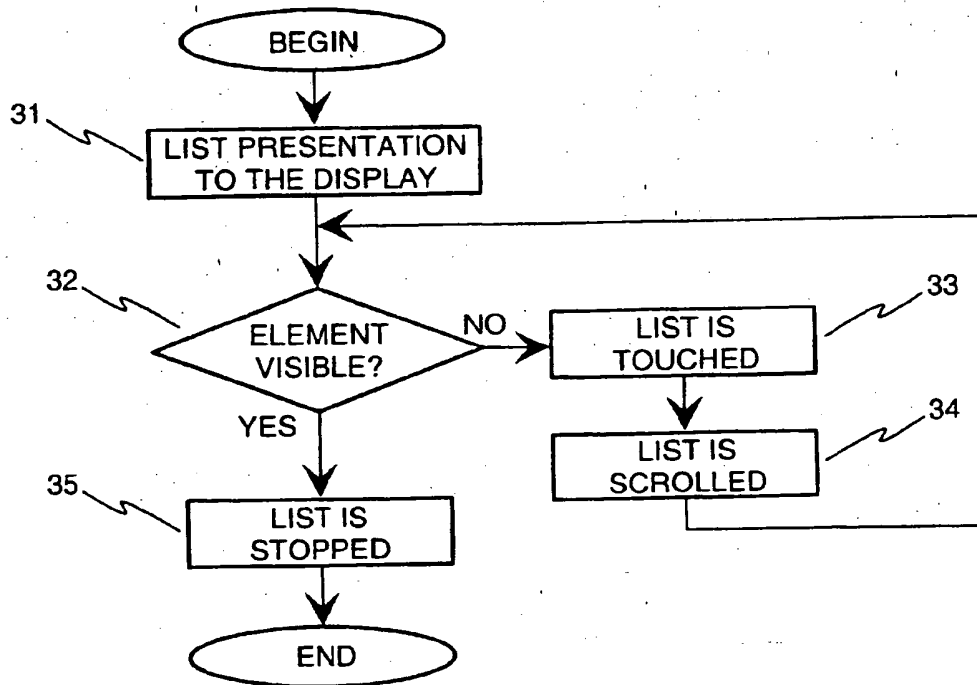 BEGIN
31
LIST PRESENTATION
TO THE DISPLAY
32
ELEMENT
VISIBLE?
NO
33
LIST IS
TOUCHED
YES
34
LIST IS
SCROLLED
35
LIST IS
STOPPED
END